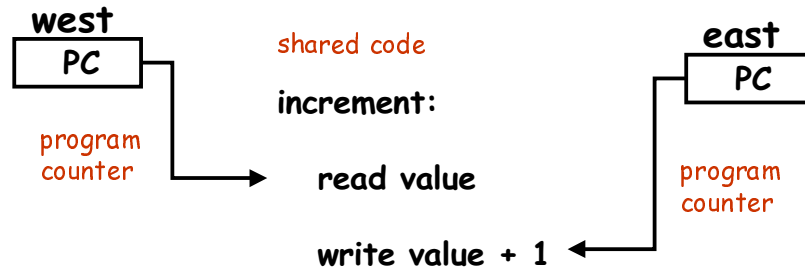 west
PC
program
counter
shared code
increment:
read value
write value + 1
east
PC
program
counter